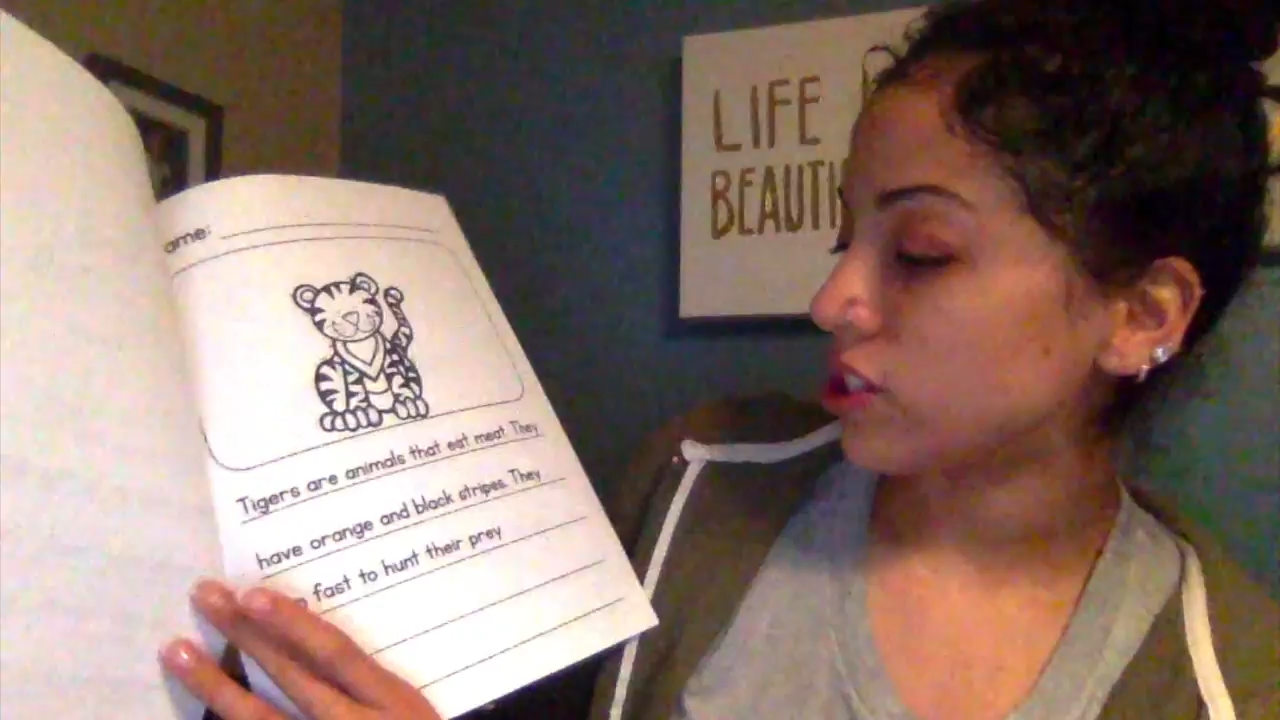 LIFE
BEAUTI
ame:
Tigers are animals that eat meat. They
have orange and black stripes. They
fast to hunt their prey